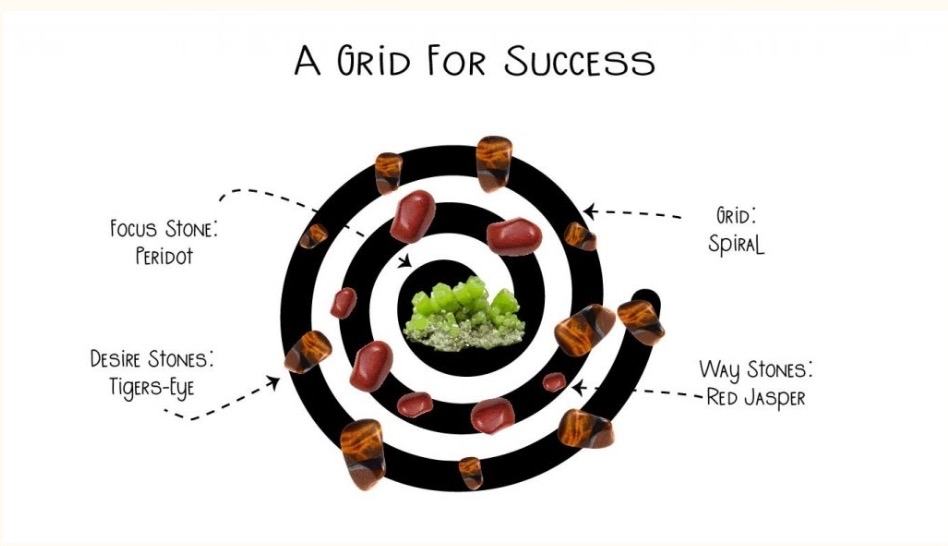 A Grid For Success
Focus Stone:
Peridot
Grid:
Spiral
Desire Stones:
Tigers-Eye
Way Stones:
Red Jasper